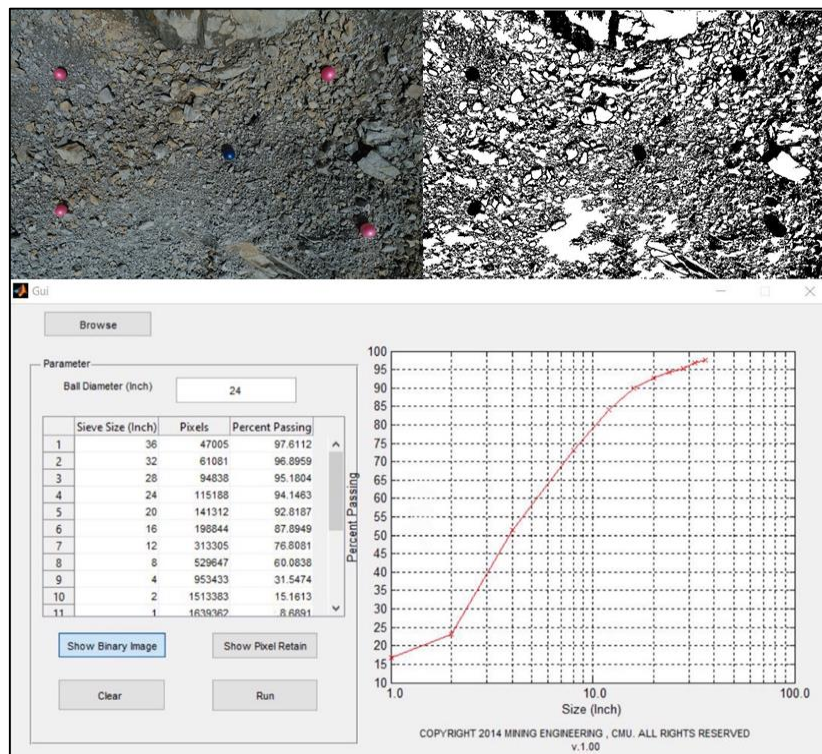 Gui
Browse
Parameter
Ball Diameter (Inch)
24
Sieve Size (Inch) Pixels Percent Passing
1 36 47005 97.6112
2 32 61081 96.8959
3 28 94838 95.1804
4 24 115188 94.1463
5 20 141312 92.8187
6 16 198844 87.8949
7 12 313305 76.8081
8 8 529647 60.0838
9 4 953433 31.5474
10 2 1513383 15.1613
11 1 1639362 8.6891
Show Binary Image
Show Pixel Retain
Clear
Run
Percent Passing
100
95
90
85
80
75
70
65
60
55
50
45
40
35
30
25
20
15
10
1.0 10.0 100.0
Size (Inch)
COPYRIGHT 2014 MINING ENGINEERING , CMU. ALL RIGHTS RESERVED
v.1.00